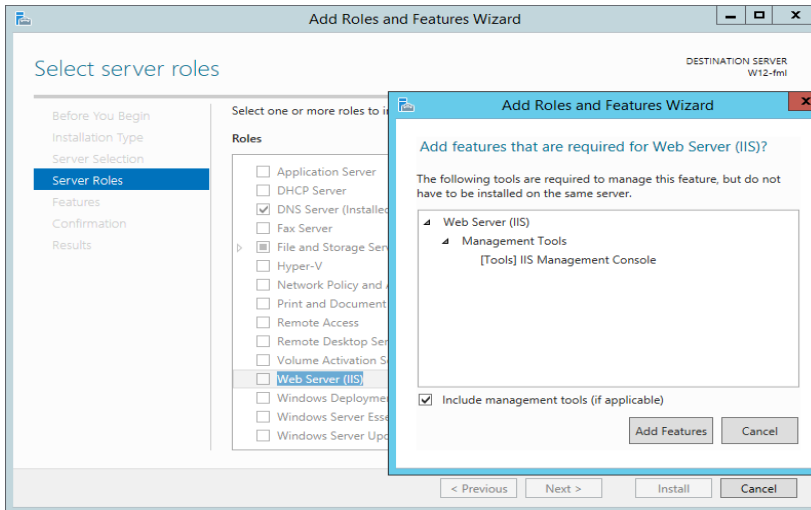 Add Roles and Features Wizard
Select server roles
DESTINATION SERVER
W12-fml
Before You Begin
Installation Type
Server Selection
Server Roles
Features
Confirmation
Results
Select one or more roles to i
Roles
Application Server
DHCP Server
DNS Server (Installed
Fax Server
File and Storage Serv
Hyper-V
Network Policy and A
Print and Document
Remote Access
Remote Desktop Ser
Volume Activation S
Web Server (IIS)
Windows Deployme
Windows Server Esse
Windows Server Upd
Add Roles and Features Wizard
Add features that are required for Web Server (IIS)?
The following tools are required to manage this feature, but do not
have to be installed on the same server.
Web Server (IIS)
Management Tools
[Tools] IIS Management Console
Include management tools (if applicable)
Add Features
Cancel
< Previous
Next >
Install
Cancel